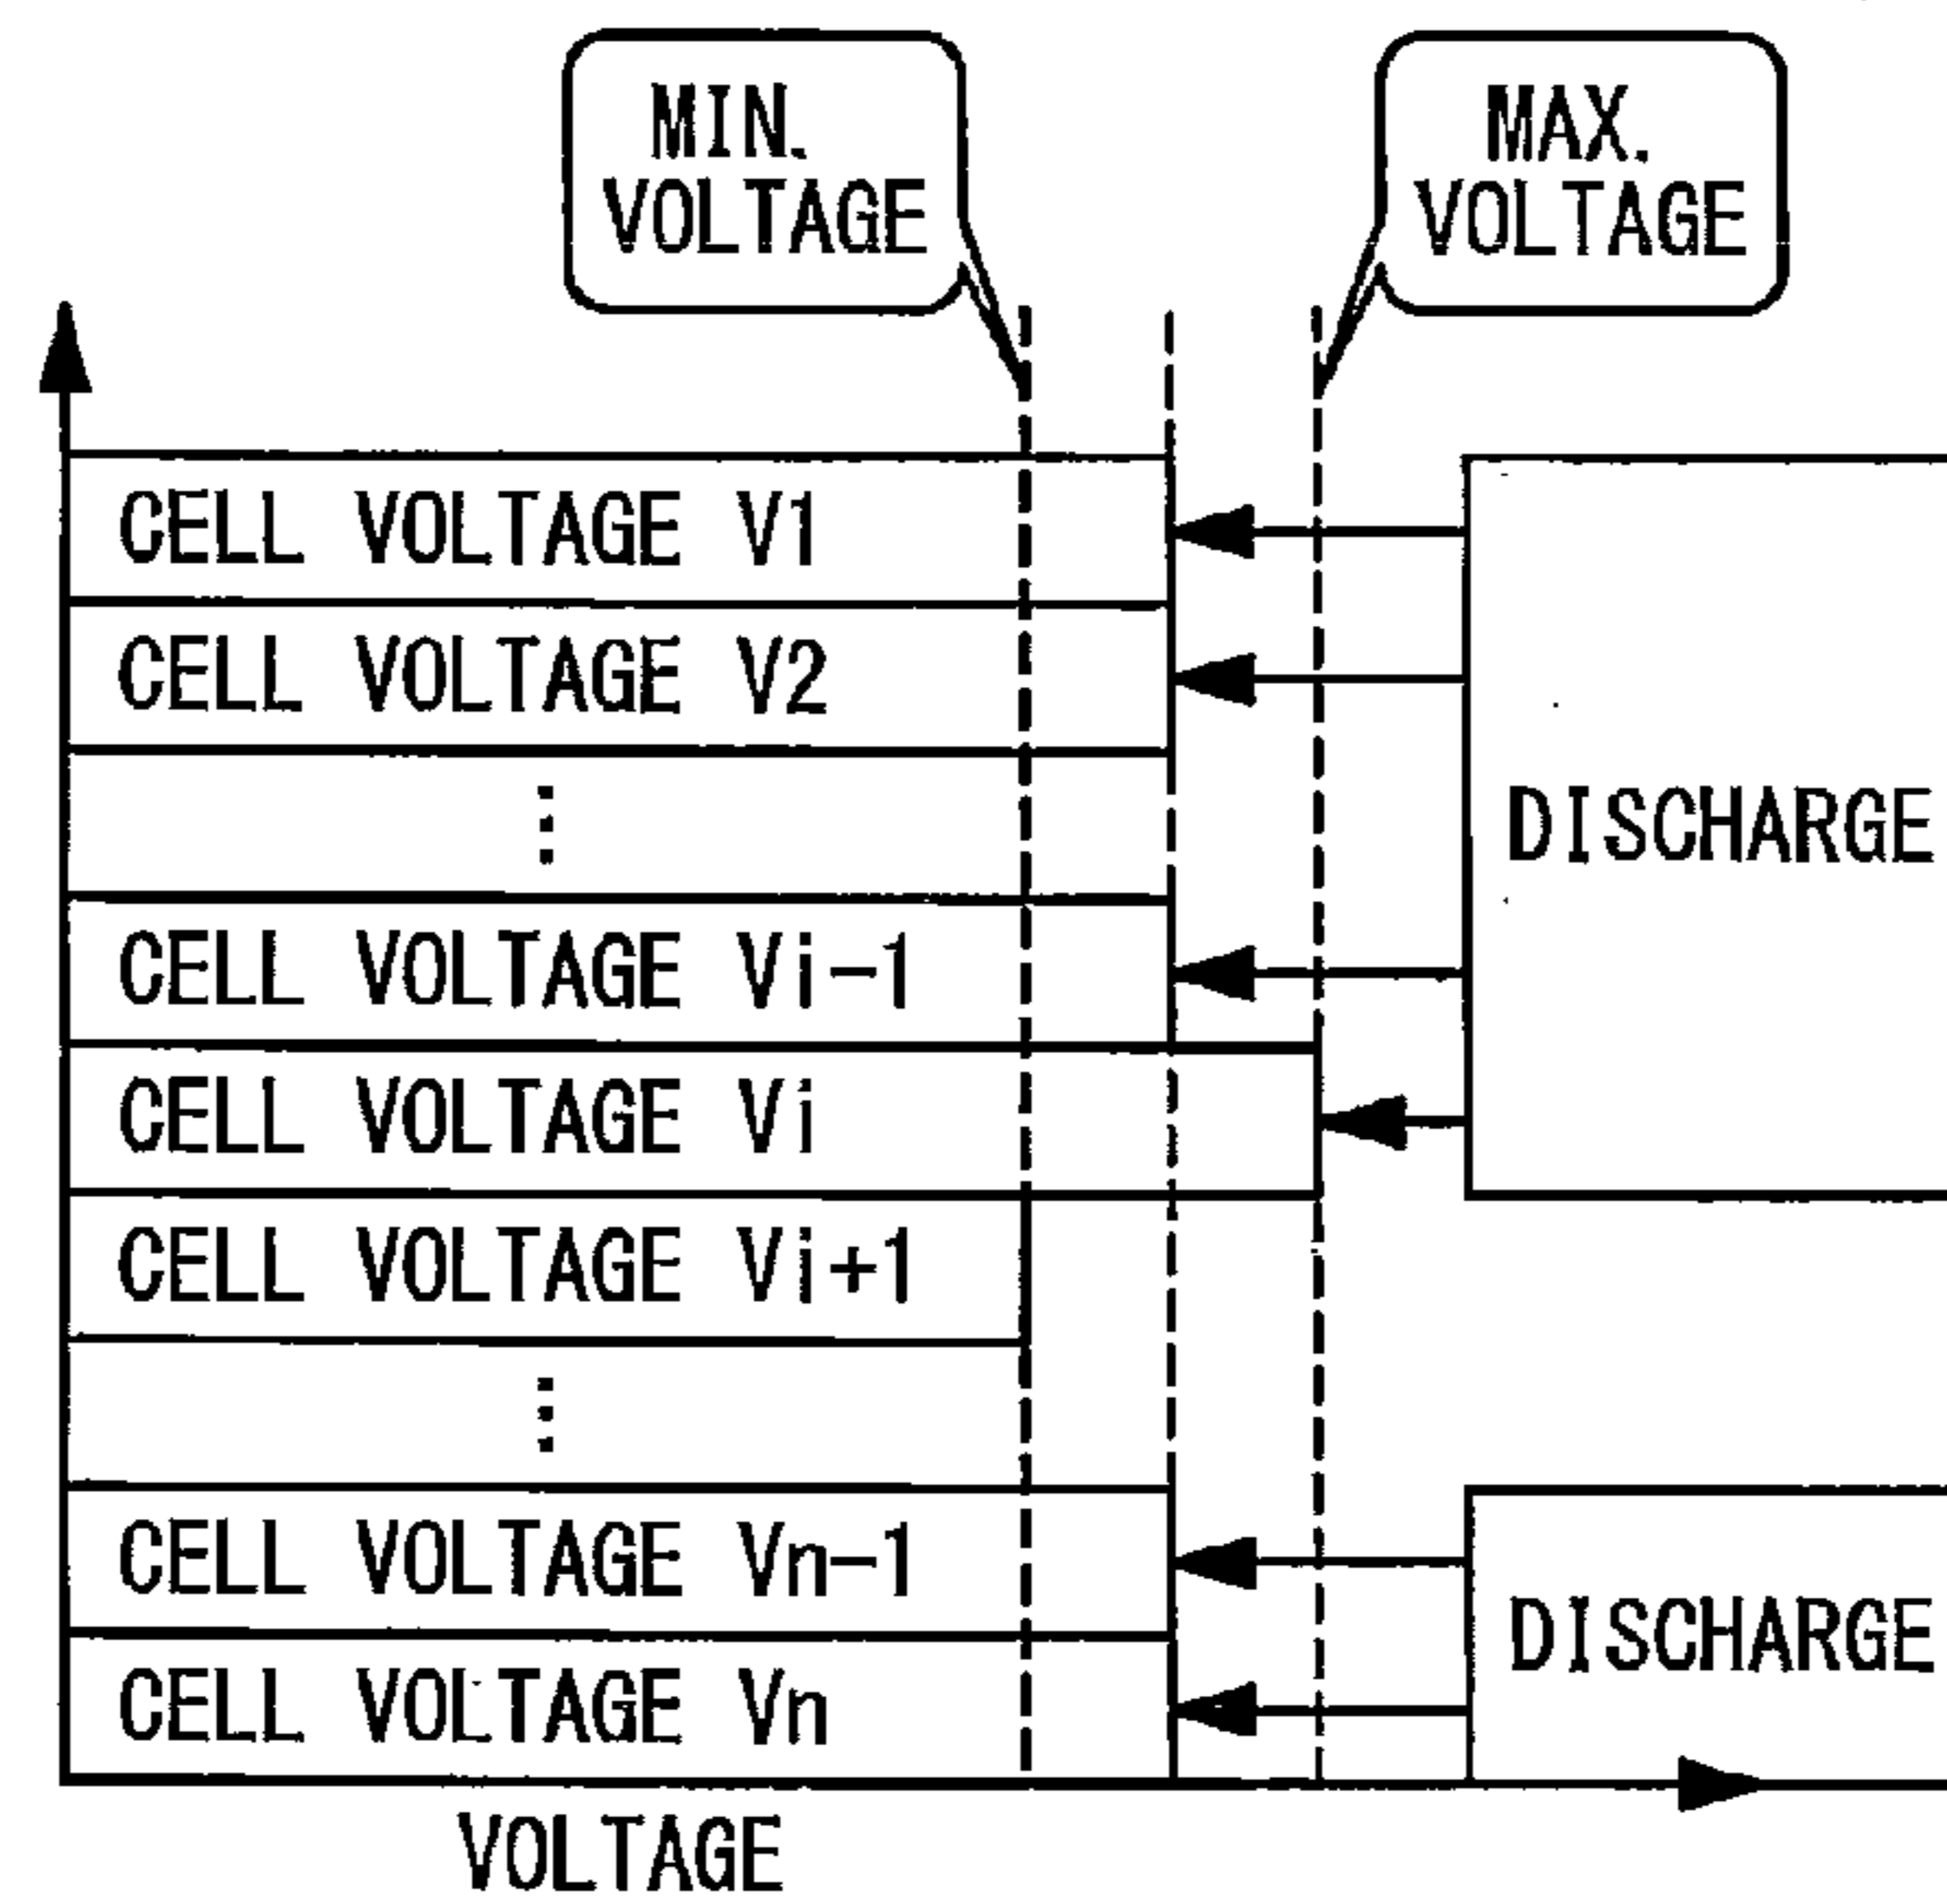 MIN.
VOLTAGE
MAX.
VOLTAGE
CELL VOLTAGE V1
CELL VOLTAGE V2
DISCHARGE
CELL VOLTAGE Vi-1
CELL VOLTAGE Vi
CELL VOLTAGE Vi+1
CELL VOLTAGE Vn-1
DISCHARGE
CELL VOLTAGE Vn
VOLTAGE